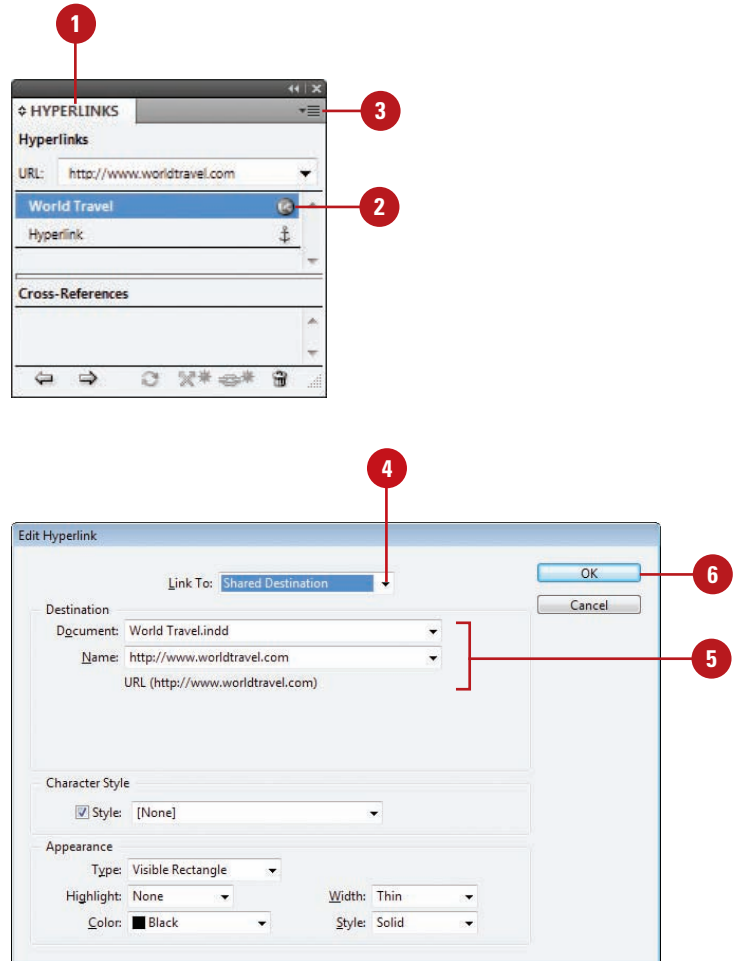 1
HYPERLINKS
3
Hyperlinks
URL: http://www.worldtravel.com
World Travel
2
Hyperlink
Cross-References
4
Edit Hyperlink
Link To: Shared Destination
OK
6
Destination
Cancel
Document: World Travel.indd
Name: http://www.worldtravel.com
5
URL (http://www.worldtravel.com)
Character Style
Style: [None]
Appearance
Type: Visible Rectangle
Highlight: None Width: Thin
Color: Black Style: Solid